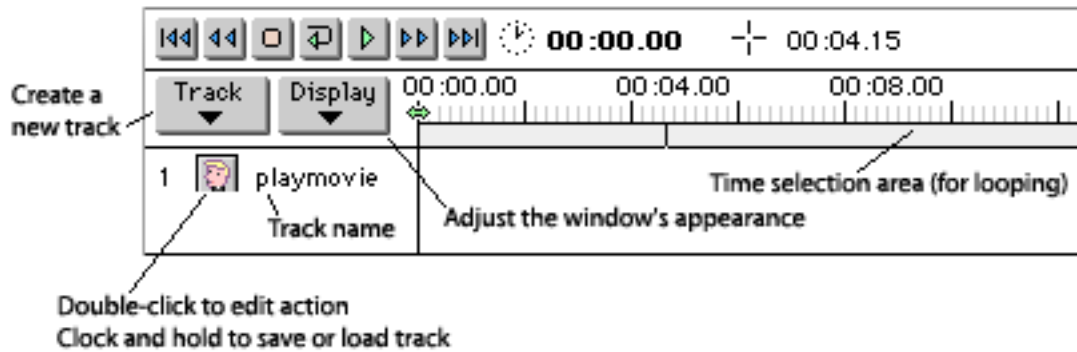 00:00.00 00:04.15
Create a
new track
Track Display 00:00.00 00:04.00 00:08.00
1 playmovie
Time selection area (for looping)
Track name
Adjust the window's appearance
Double-click to edit action
Clock and hold to save or load track